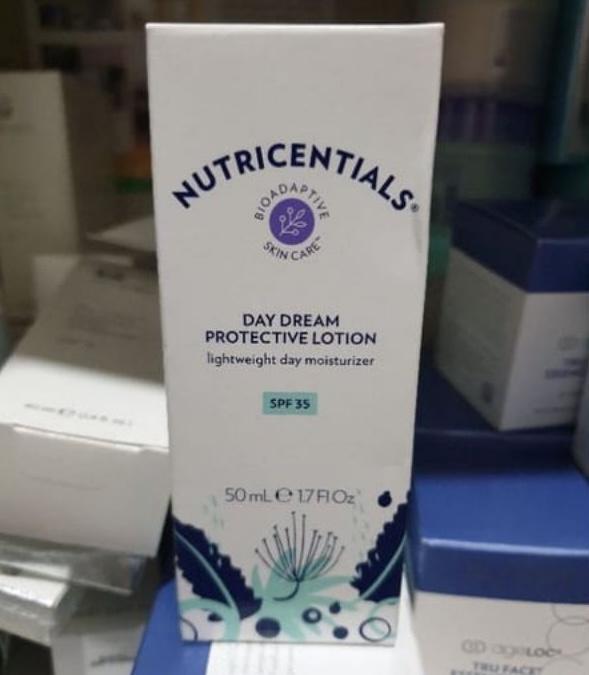 NUTRICENTIALS®
BIOADAPTIVE
SKIN CARE™
DAY DREAM
PROTECTIVE LOTION
lightweight day moisturizer
SPF 35
50 mL ℮ 1.7 Fl Oz
ageLOC
TRU FACE